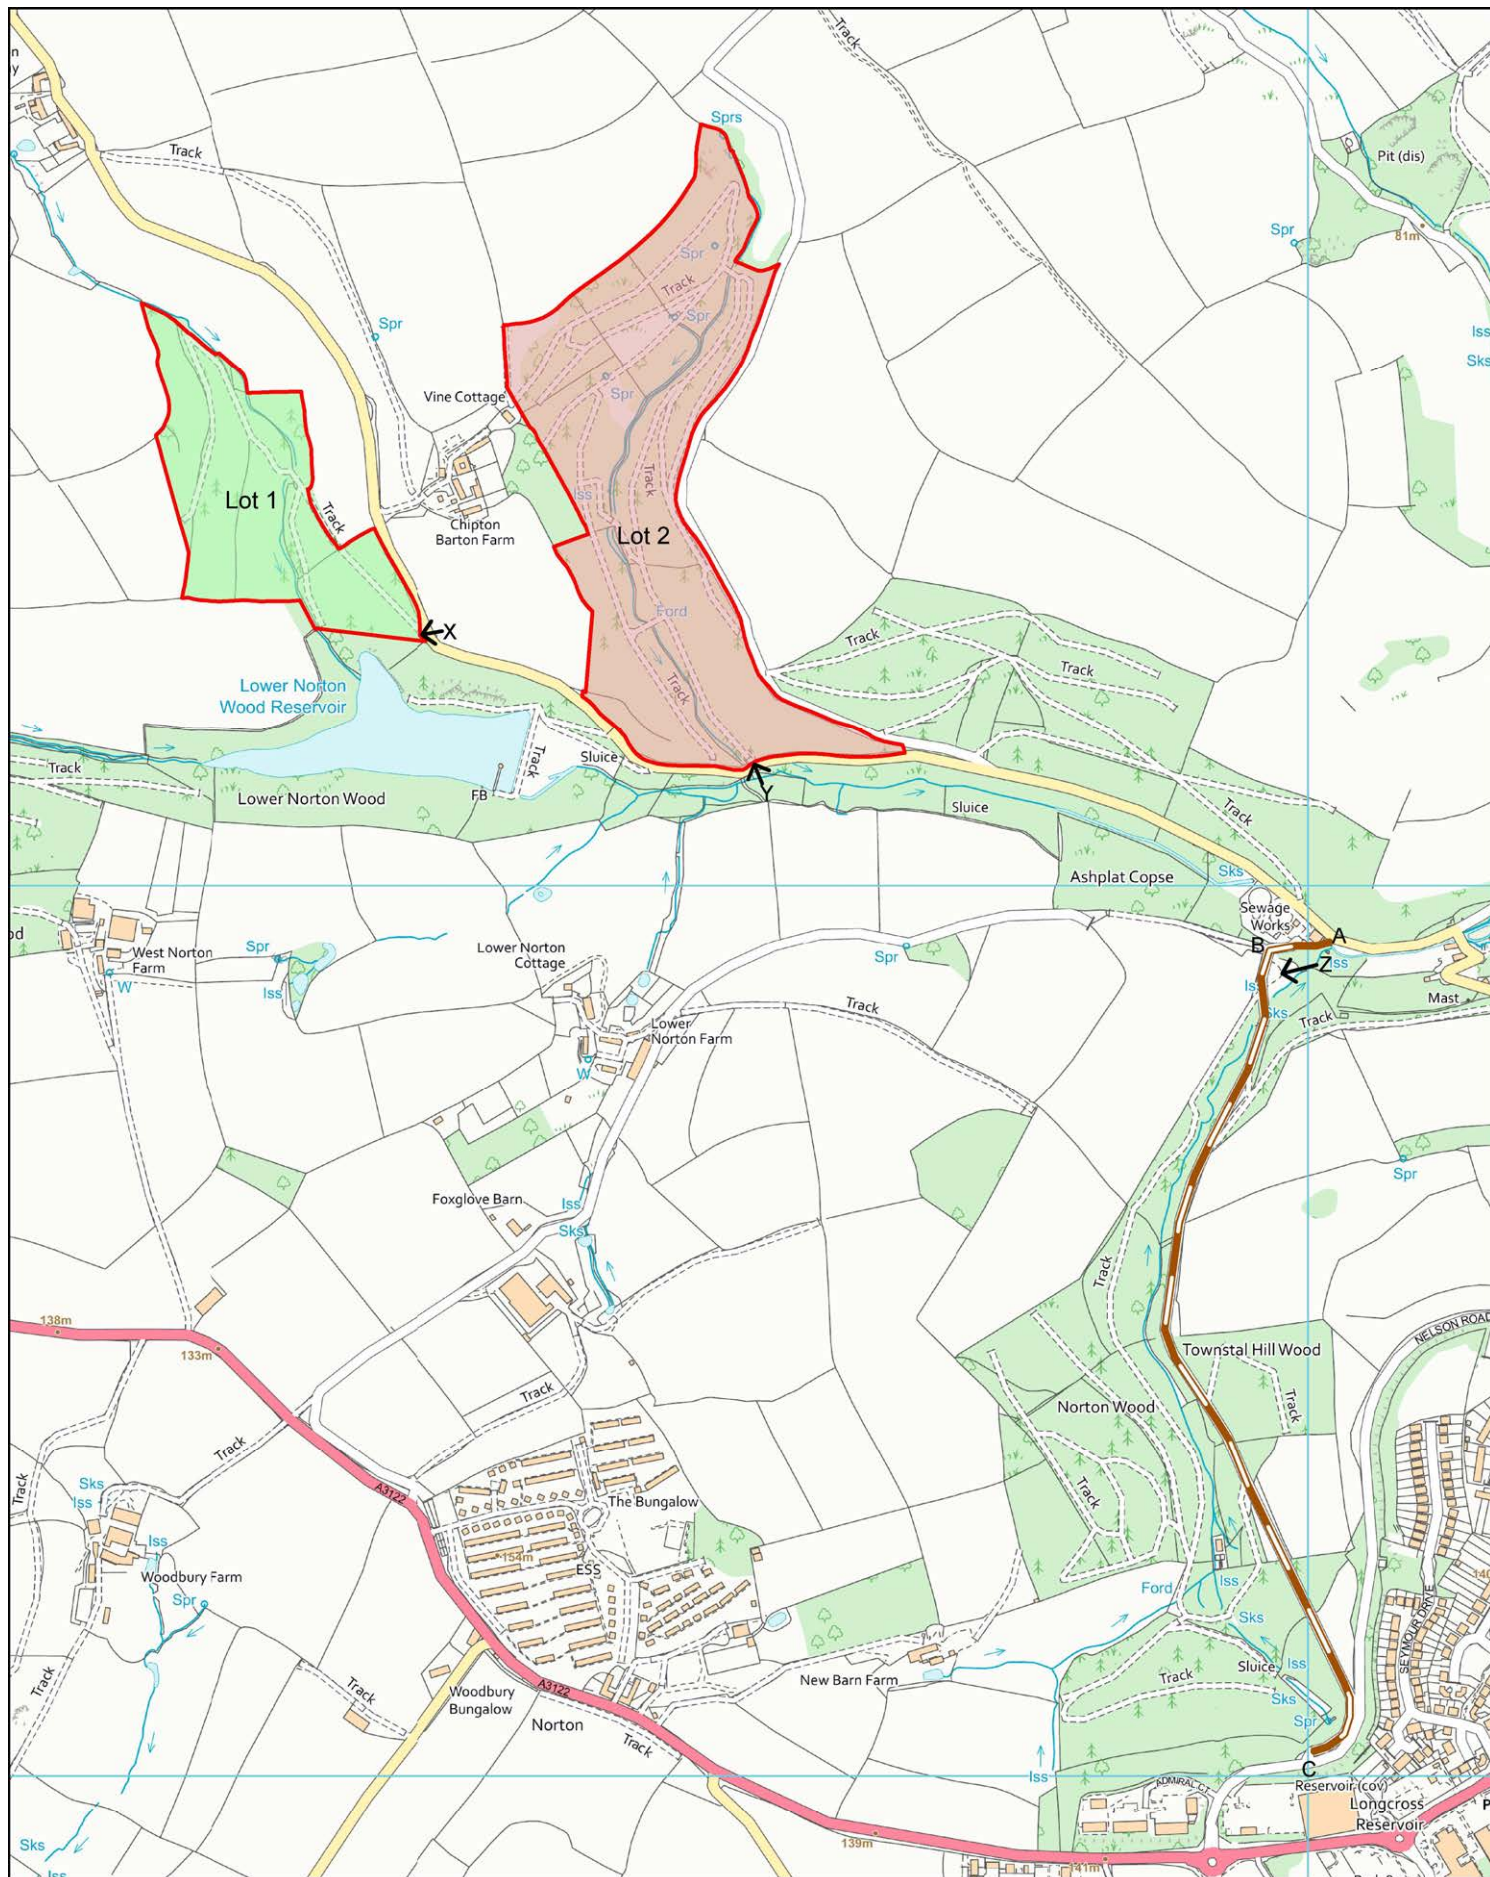 Track
Sprs
Track
Pit (dis)
Spr
81m
Spr
Track
Spr
Spr
Iss
Sks
Vine Cottage
Spr
Lot 1
Track
Track
Iss
Chipton
Barton Farm
Lot 2
X
Ford
Track
Track
Lower Norton
Wood Reservoir
Track
Sluice
Track
Track
FB
Y
Lower Norton Wood
Sluice
Track
Ashplat Copse
Sks
Sewage
Works
A
B
Z
Iss
Mast
Sks
Track
West Norton
Farm
Spr
W
Iss
Lower Norton
Cottage
Spr
Track
Lower
Norton Farm
W
Spr
Foxglove Barn
Iss
Sks
Track
138m
133m
NELSON ROAD
Townstal Hill Wood
Track
Track
Norton Wood
Track
Track
Track
A3122
Sks
Iss
The Bungalow
Iss
154m
ESS
Woodbury Farm
Spr
Ford
Iss
Sks
SEYMOUR DRIVE
Track
Track
Woodbury
Bungalow
A3122
Norton
Track
New Barn Farm
Track
Sluice
Iss
Sks
Spr
Iss
C
ADMIRAL CT
Reservoir (cov)
Longcross
Reservoir
139m
141m
Sks
Iss